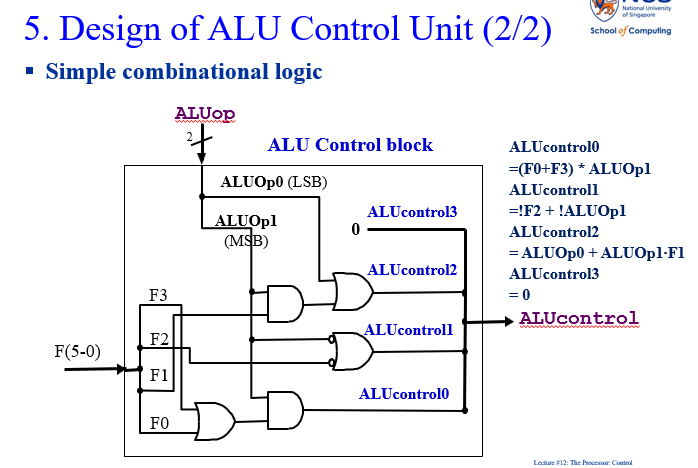 5. Design of ALU Control Unit (2/2)
National University
of Singapore
School of Computing
▪ Simple combinational logic
ALUop
2
ALU Control block
ALUOp0 (LSB)
ALUOp1
(MSB)
0
ALUcontrol3
ALUcontrol2
ALUcontrol1
ALUcontrol0
F3
F2
F1
F0
F(5-0)
ALUcontrol0
=(F0+F3) * ALUOp1
ALUcontrol1
=!F2 + !ALUOp1
ALUcontrol2
= ALUOp0 + ALUOp1·F1
ALUcontrol3
= 0
ALUcontrol
Lecture #12: The Processor: Control